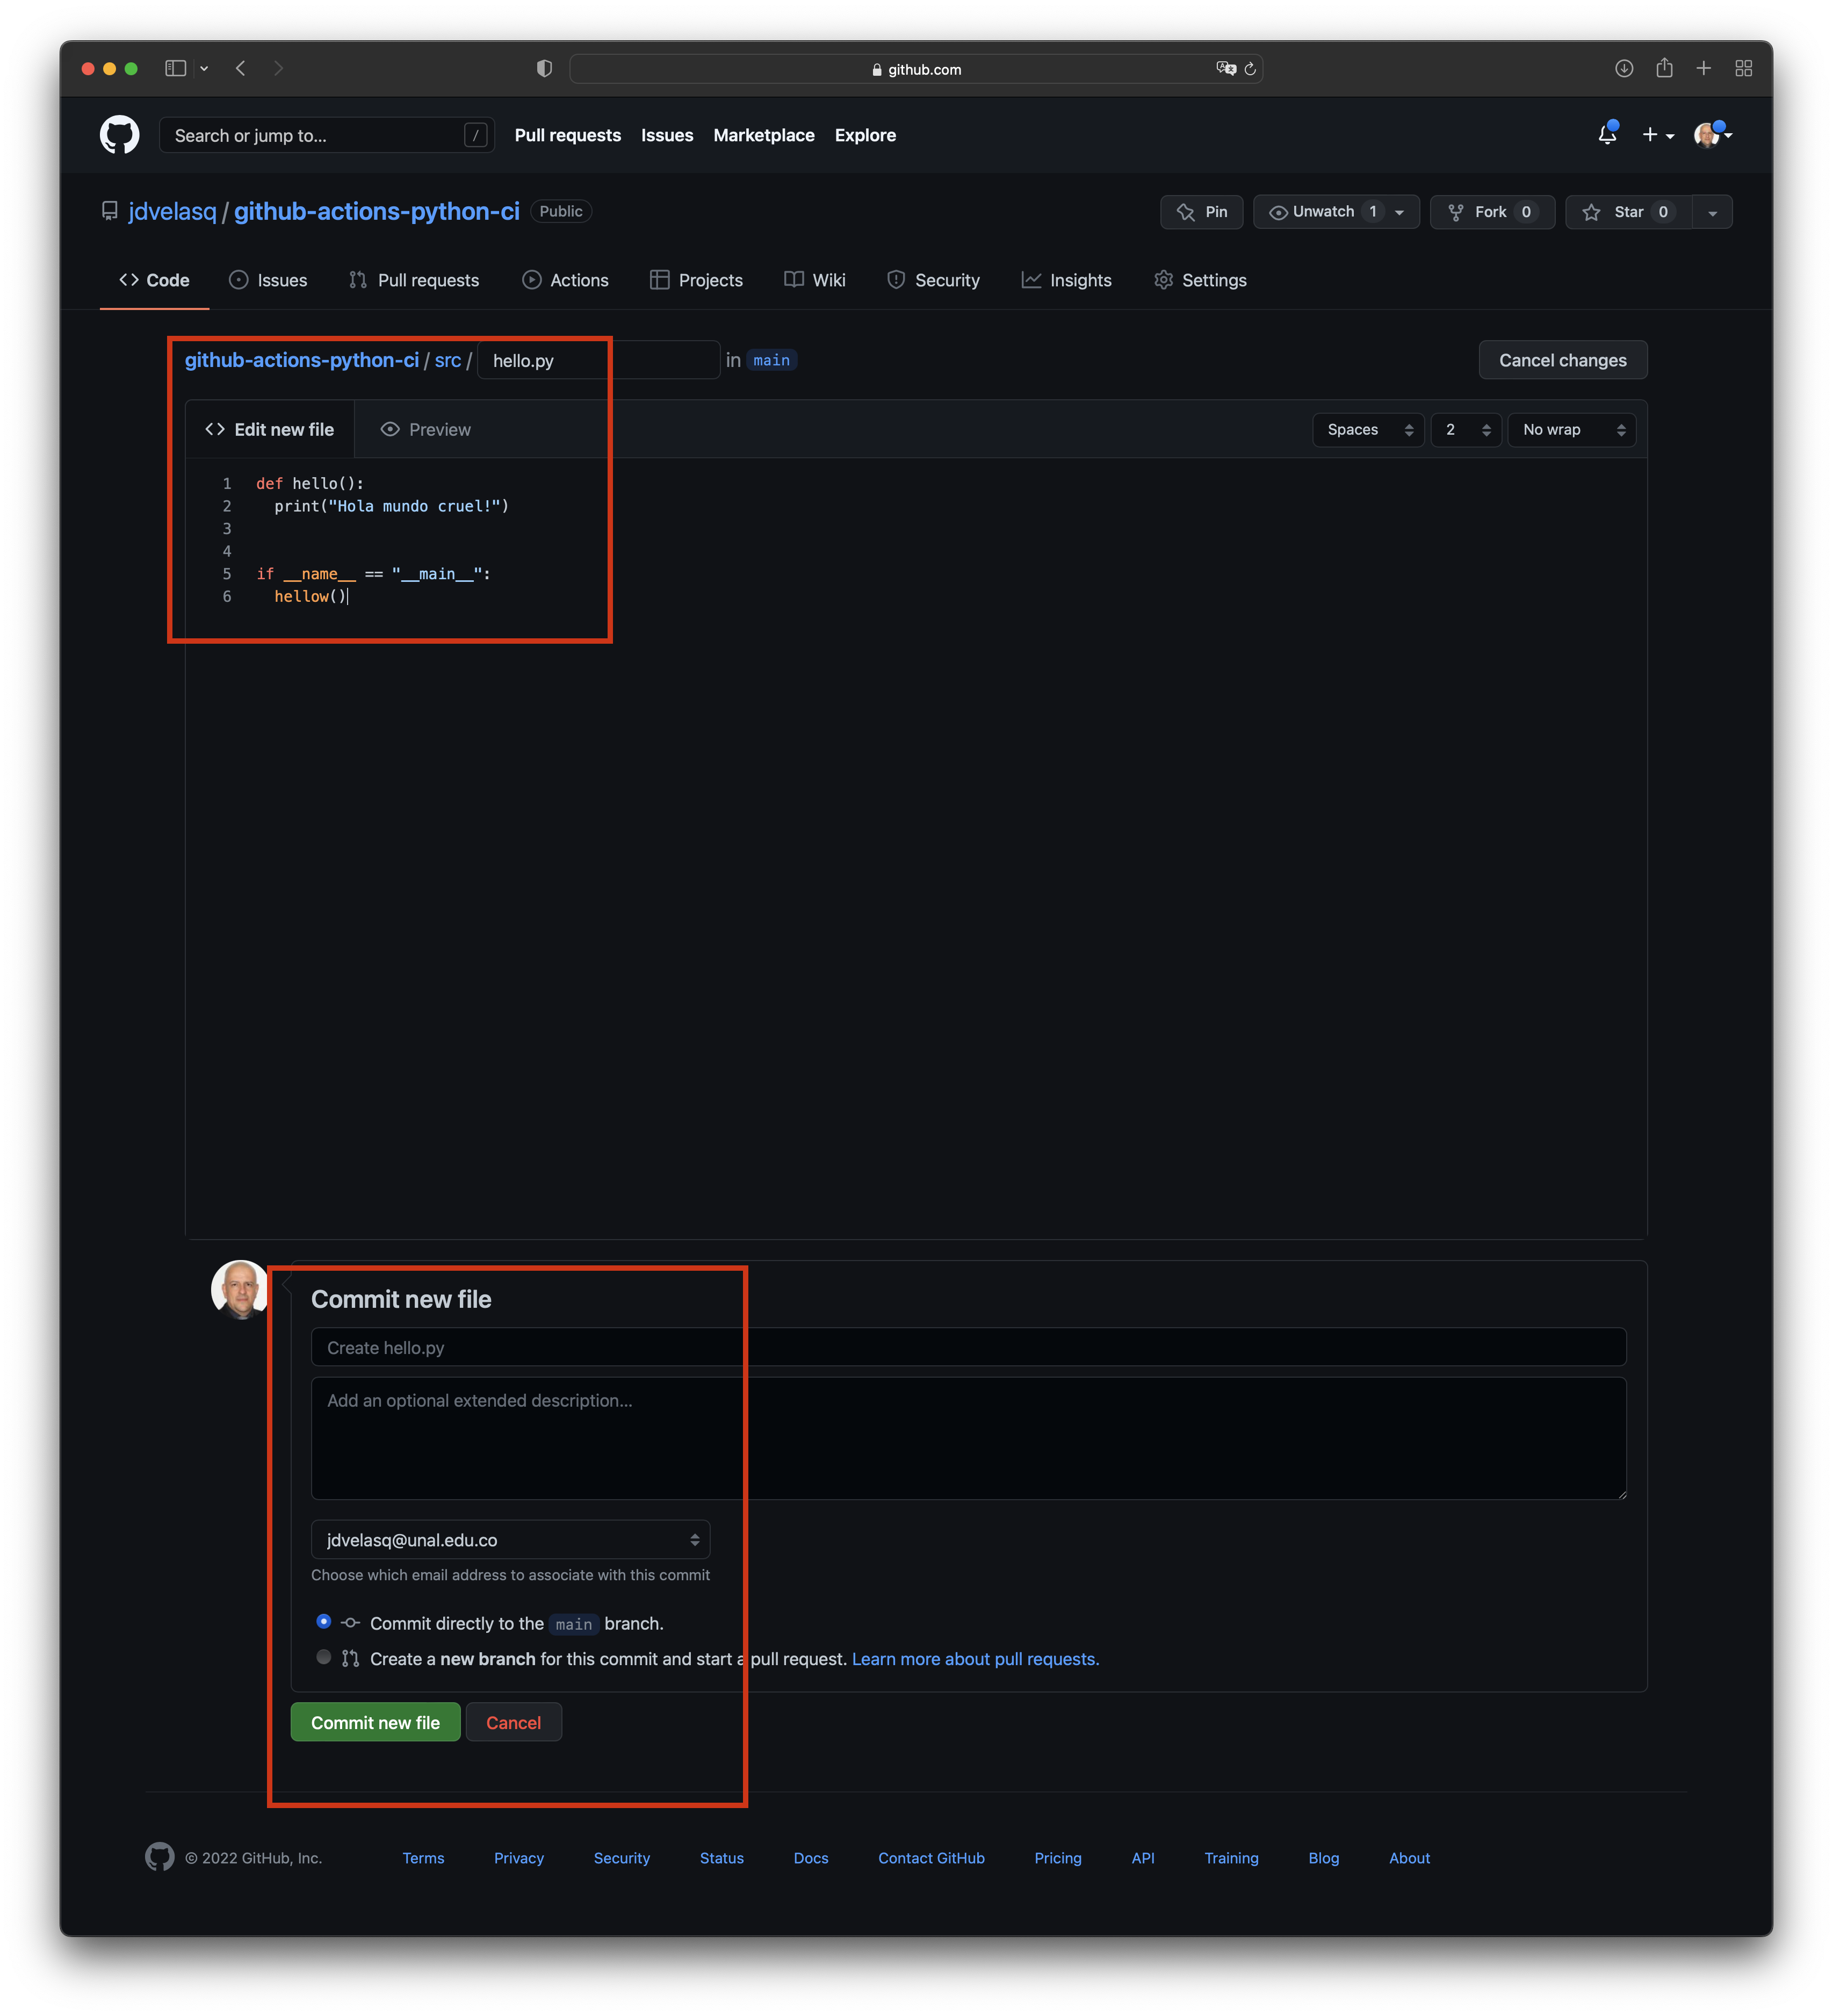 github.com
Search or jump to... /
Pull requests Issues Marketplace Explore
jdvelasq / github-actions-python-ci Public
Pin Unwatch 1 Fork 0 Star 0
Code Issues Pull requests Actions Projects Wiki Security Insights Settings
github-actions-python-ci / src / hello.py in main Cancel changes
Edit new file Preview Spaces 2 No wrap
1 def hello():
2 print("Hola mundo cruel!")
3
4
5 if __name__ == "__main__":
6 hellow()
Commit new file
Create hello.py
Add an optional extended description...
jdvelasq@unal.edu.co
Choose which email address to associate with this commit
Commit directly to the main branch.
Create a new branch for this commit and start a pull request. Learn more about pull requests.
Commit new file Cancel
© 2022 GitHub, Inc. Terms Privacy Security Status Docs Contact GitHub Pricing API Training Blog About